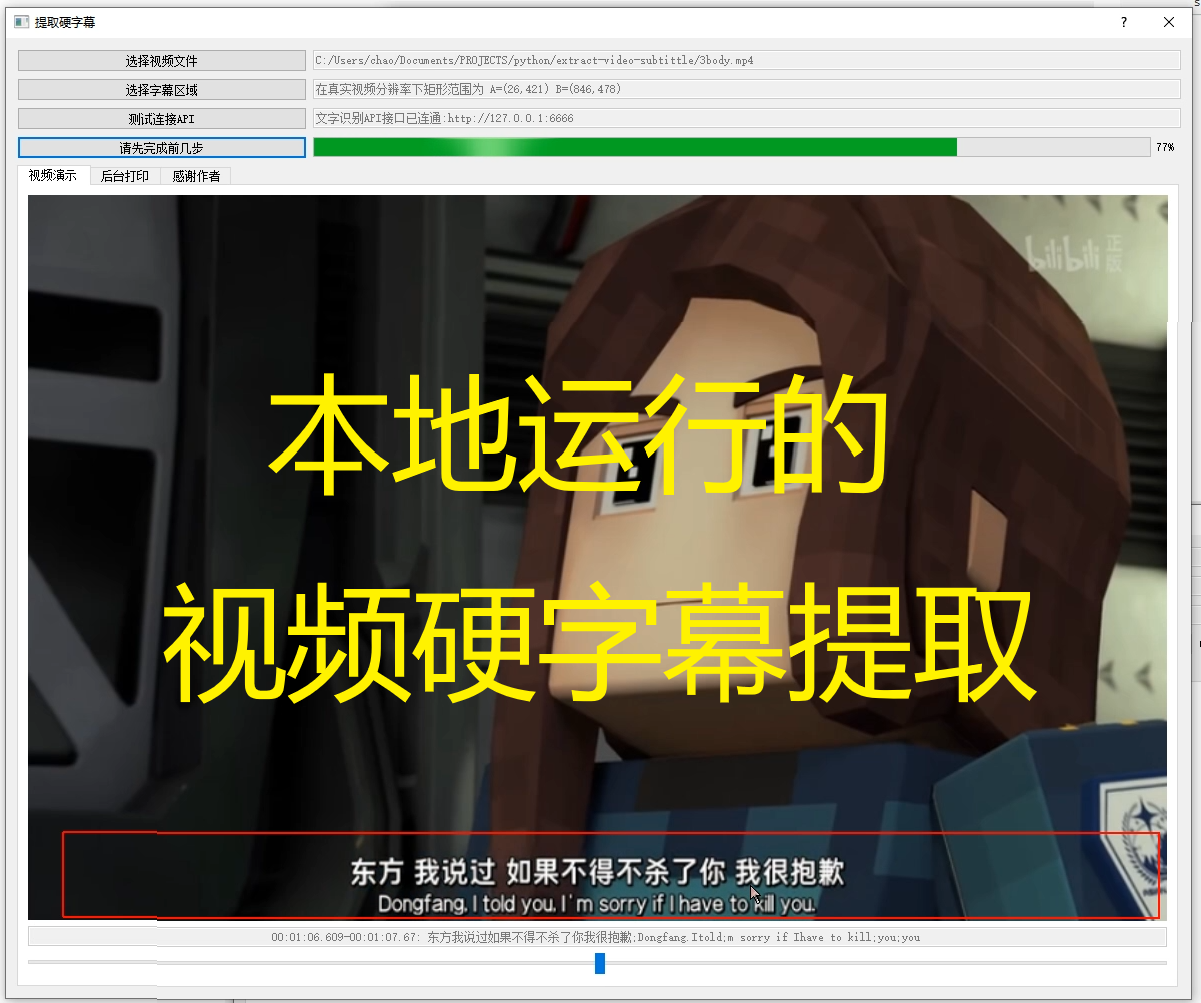 提取硬字幕
?
选择视频文件 C:/Users/chao/Documents/PROJECTS/python/extract-video-subtittle/3body.mp4
选择字幕区域 在真实视频分辨率下矩形范围为 A=(26,421) B=(846,478)
测试连接API 文字识别API接口已连通:http://127.0.0.1:6666
请先完成前几步 77%
视频演示 后台打印 感谢作者
bilibili 正版
本地运行的
视频硬字幕提取
东方 我说过 如果不得不杀了你 我很抱歉
Dongfang, I told you, I'm sorry if I have to kill you.
00:01:06.609-00:01:07.67: 东方我说过如果不得不杀了你我很抱歉;Dongfang.Itold;m sorry if Ihave to kill;you;you